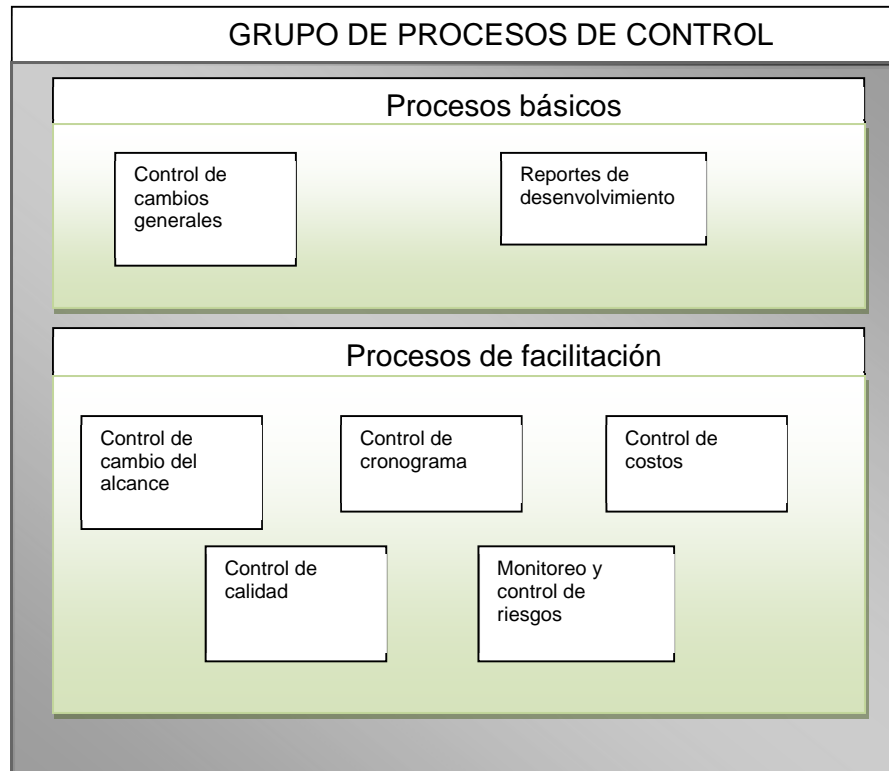 GRUPO DE PROCESOS DE CONTROL
Procesos básicos
Control de
cambios
generales
Reportes de
desenvolvimiento
Procesos de facilitación
Control de
cambio del
alcance
Control de
cronograma
Control de
costos
Control de
calidad
Monitoreo y
control de
riesgos